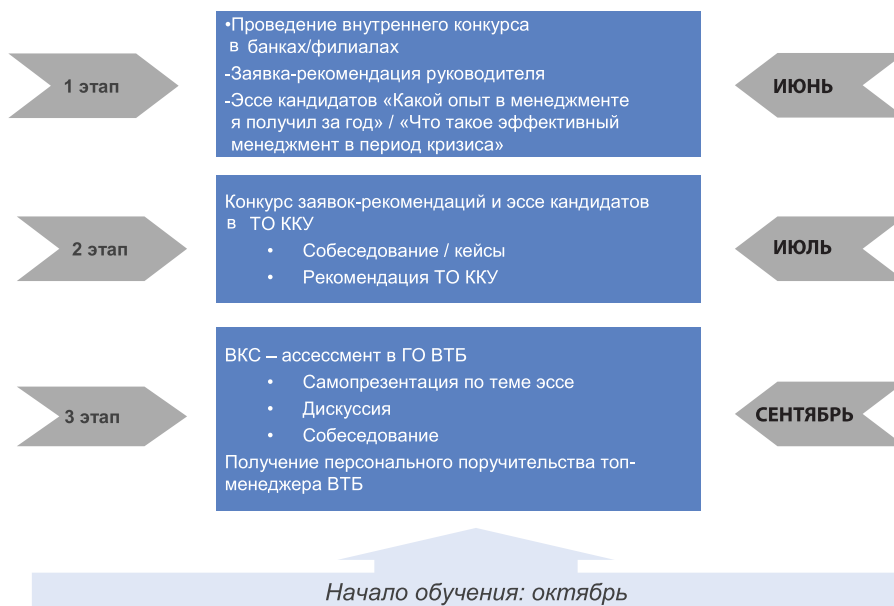 1 этап
•Проведение внутреннего конкурса
в банках/филиалах
-Заявка-рекомендация руководителя
-Эссе кандидатов «Какой опыт в менеджменте
я получил за год» / «Что такое эффективный
менеджмент в период кризиса»
ИЮНЬ
2 этап
Конкурс заявок-рекомендаций и эссе кандидатов
в ТО ККУ
• Собеседование / кейсы
• Рекомендация ТО ККУ
ИЮЛЬ
3 этап
ВКС – ассессмент в ГО ВТБ
• Самопрезентация по теме эссе
• Дискуссия
• Собеседование
Получение персонального поручительства топ-
менеджера ВТБ
СЕНТЯБРЬ
Начало обучения: октябрь